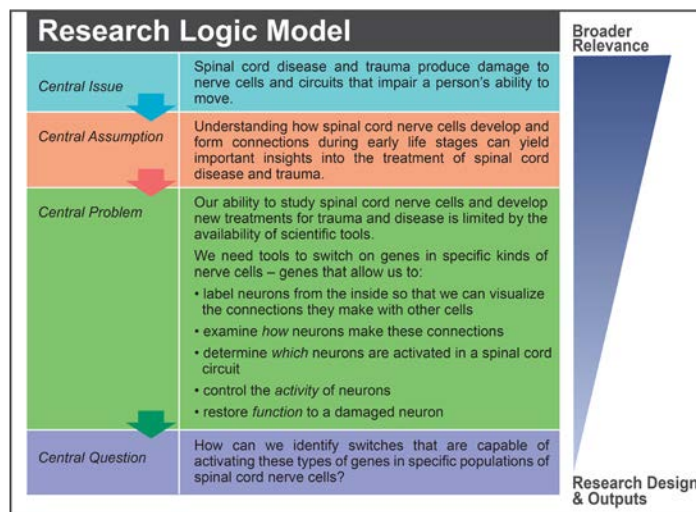 Research Logic Model
Central Issue
Spinal cord disease and trauma produce damage to
nerve cells and circuits that impair a person's ability to
move.
Central Assumption
Understanding how spinal cord nerve cells develop and
form connections during early life stages can yield
important insights into the treatment of spinal cord
disease and trauma.
Central Problem
Our ability to study spinal cord nerve cells and develop
new treatments for trauma and disease is limited by the
availability of scientific tools.
We need tools to switch on genes in specific kinds of
nerve cells – genes that allow us to:
• label neurons from the inside so that we can visualize
the connections they make with other cells
• examine how neurons make these connections
• determine which neurons are activated in a spinal cord
circuit
• control the activity of neurons
• restore function to a damaged neuron
Central Question
How can we identify switches that are capable of
activating these types of genes in specific populations of
spinal cord nerve cells?
Broader
Relevance
Research Design
& Outputs